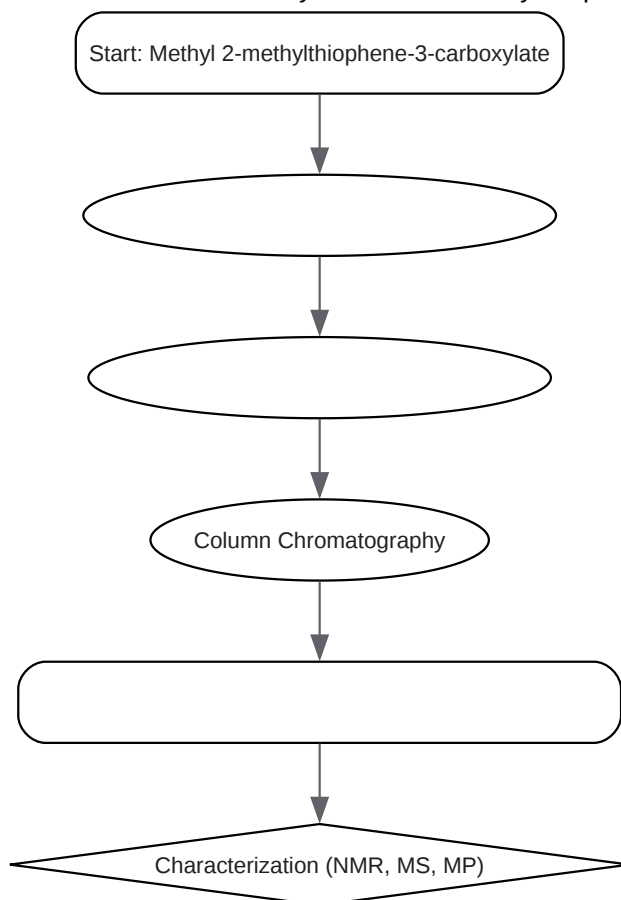 Start: Methyl 2-methylthiophene-3-carboxylate
Column Chromatography
Characterization (NMR, MS, MP)